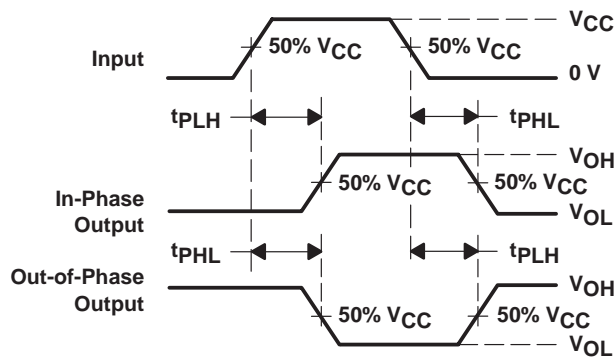 VCC
Input
50% VCC
50% VCC
0 V
tPLH
tPHL
VOH
In-Phase
Output
50% VCC
50% VCC
VOL
tPHL
tPLH
Out-of-Phase
Output
VOH
50% VCC
50% VCC
VOL